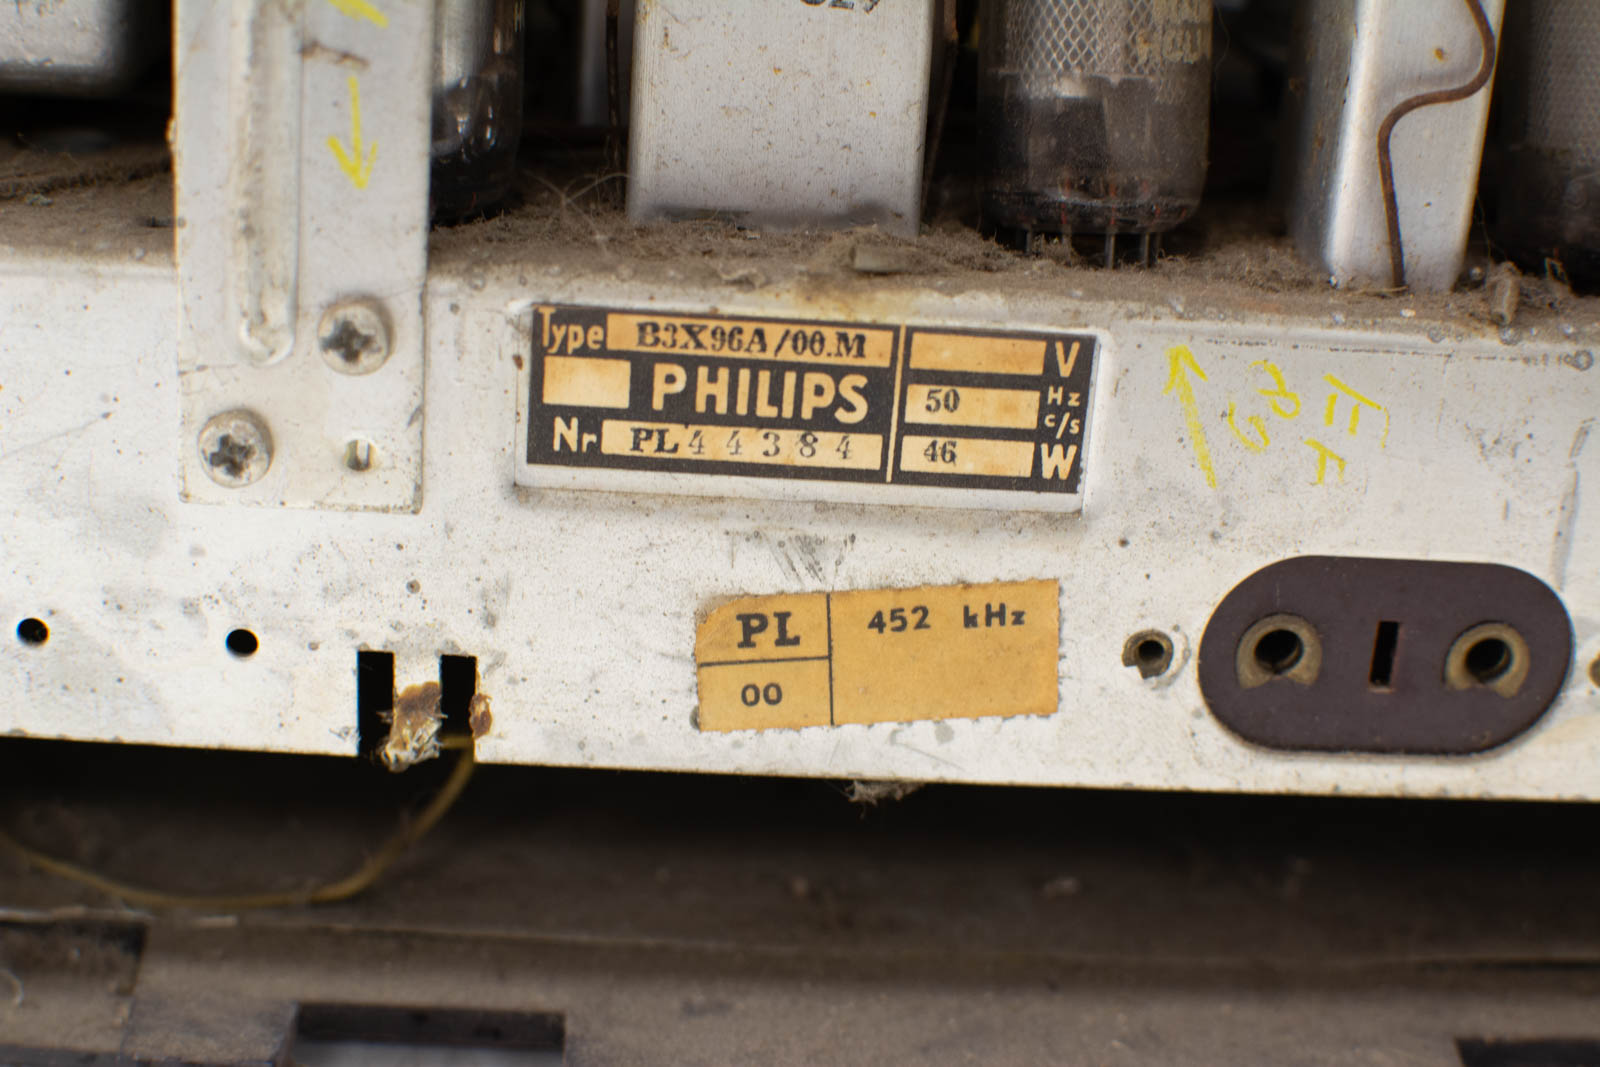 Type B3X96A/00.M V
PHILIPS 50 Hz c/s
Nr PL44384 46 W
PL 452 kHz
00